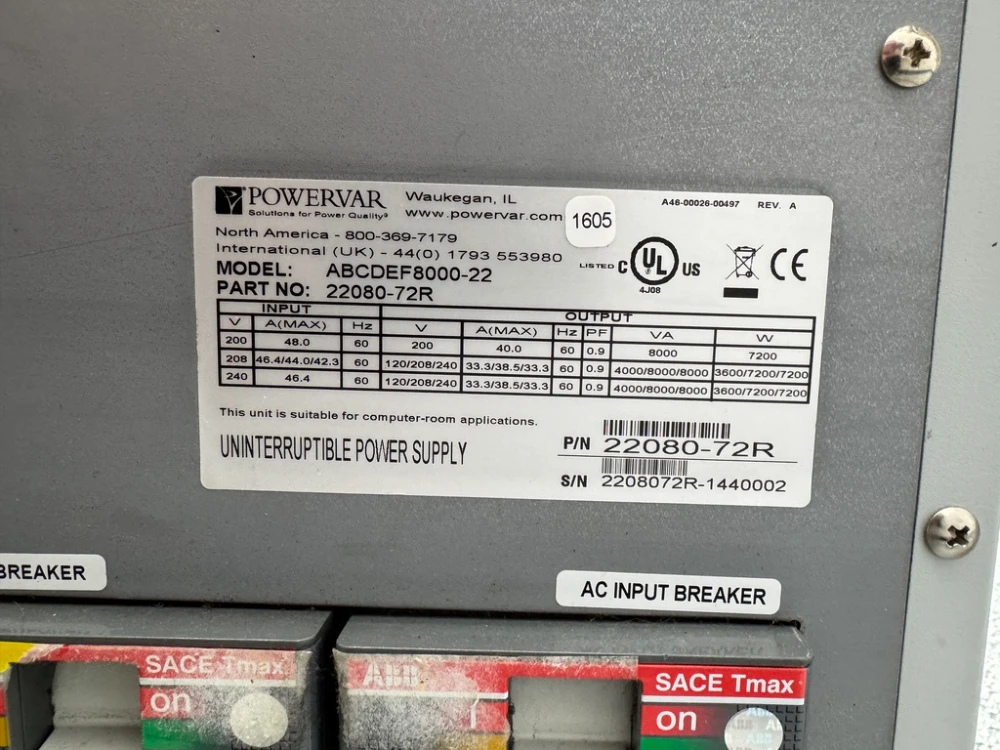 POWERVAR
Solutions for Power Quality®
Waukegan, IL
www.powervar.com
1605
A46-00026-00497 REV. A
North America - 800-369-7179
International (UK) - 44(0) 1793 553980
MODEL: ABCDEF8000-22
PART NO: 22080-72R
LISTED C UL US
4J08
CE
INPUT OUTPUT
V A(MAX) Hz V A(MAX) Hz PF VA W
200 48.0 60 200 40.0 60 0.9 8000 7200
208 46.4/44.0/42.3 60 120/208/240 33.3/38.5/33.3 60 0.9 4000/8000/8000 3600/7200/7200
240 46.4 60 120/208/240 33.3/38.5/33.3 60 0.9 4000/8000/8000 3600/7200/7200
This unit is suitable for computer-room applications.
UNINTERRUPTIBLE POWER SUPPLY
P/N 22080-72R
S/N 2208072R-1440002
BREAKER
AC INPUT BREAKER
SACE Tmax
on
ABB
SACE Tmax
I on
ABB ABB
ABB